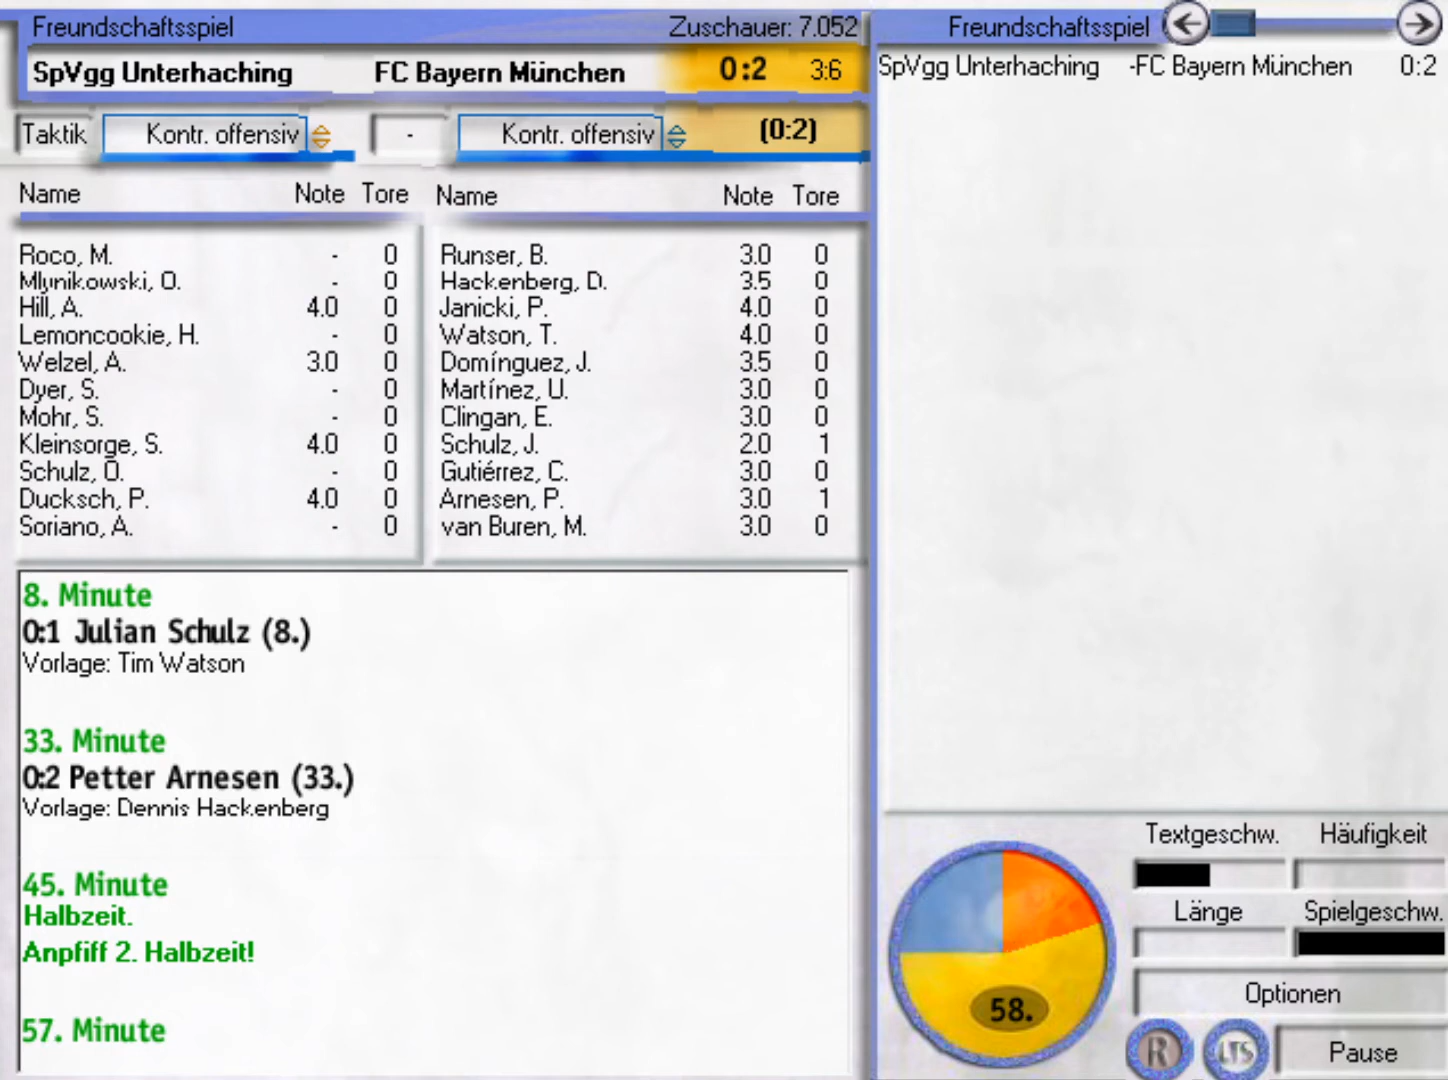 Freundschaftsspiel Zuschauer: 7.052
SpVgg Unterhaching FC Bayern München 0:2 3:6
Taktik Kontr. offensiv - Kontr. offensiv (0:2)
Name Note Tore Name Note Tore
Roco, M. - 0 Runser, B. 3.0 0
Mlynikowski, O. - 0 Hackenberg, D. 3.5 0
Hill, A. 4.0 0 Janicki, P. 4.0 0
Lemoncookie, H. - 0 Watson, T. 4.0 0
Welzel, A. 3.0 0 Domínguez, J. 3.5 0
Dyer, S. - 0 Martínez, U. 3.0 0
Mohr, S. - 0 Clingan, E. 3.0 0
Kleinsorge, S. 4.0 0 Schulz, J. 2.0 1
Schulz, O. - 0 Gutiérrez, C. 3.0 0
Ducksch, P. 4.0 0 Arnesen, P. 3.0 1
Soriano, A. - 0 van Buren, M. 3.0 0
8. Minute
0:1 Julian Schulz (8.)
Vorlage: Tim Watson
33. Minute
0:2 Petter Arnesen (33.)
Vorlage: Dennis Hackenberg
45. Minute
Halbzeit.
Anpfiff 2. Halbzeit!
57. Minute
Freundschaftsspiel
SpVgg Unterhaching -FC Bayern München 0:2
Textgeschw. Häufigkeit
Länge Spielgeschw.
58.
Optionen
R LTS Pause